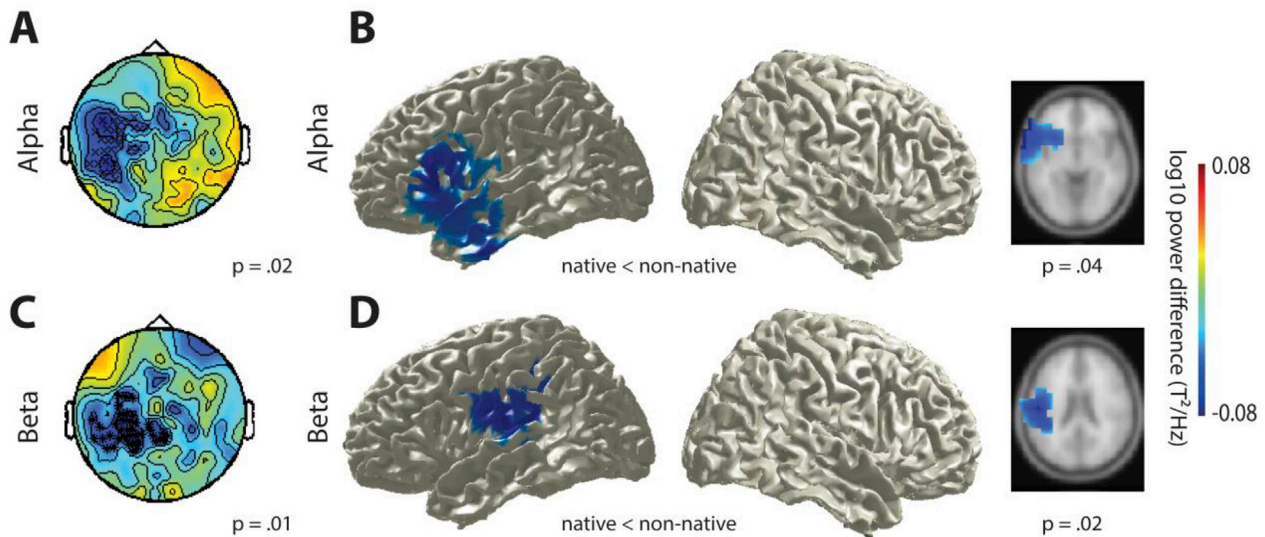 A
B
Alpha
Alpha
p = .02
native < non-native
p = .04
C
D
Beta
Beta
p = .01
native < non-native
p = .02
0.08
log10 power difference (T²/Hz)
-0.08